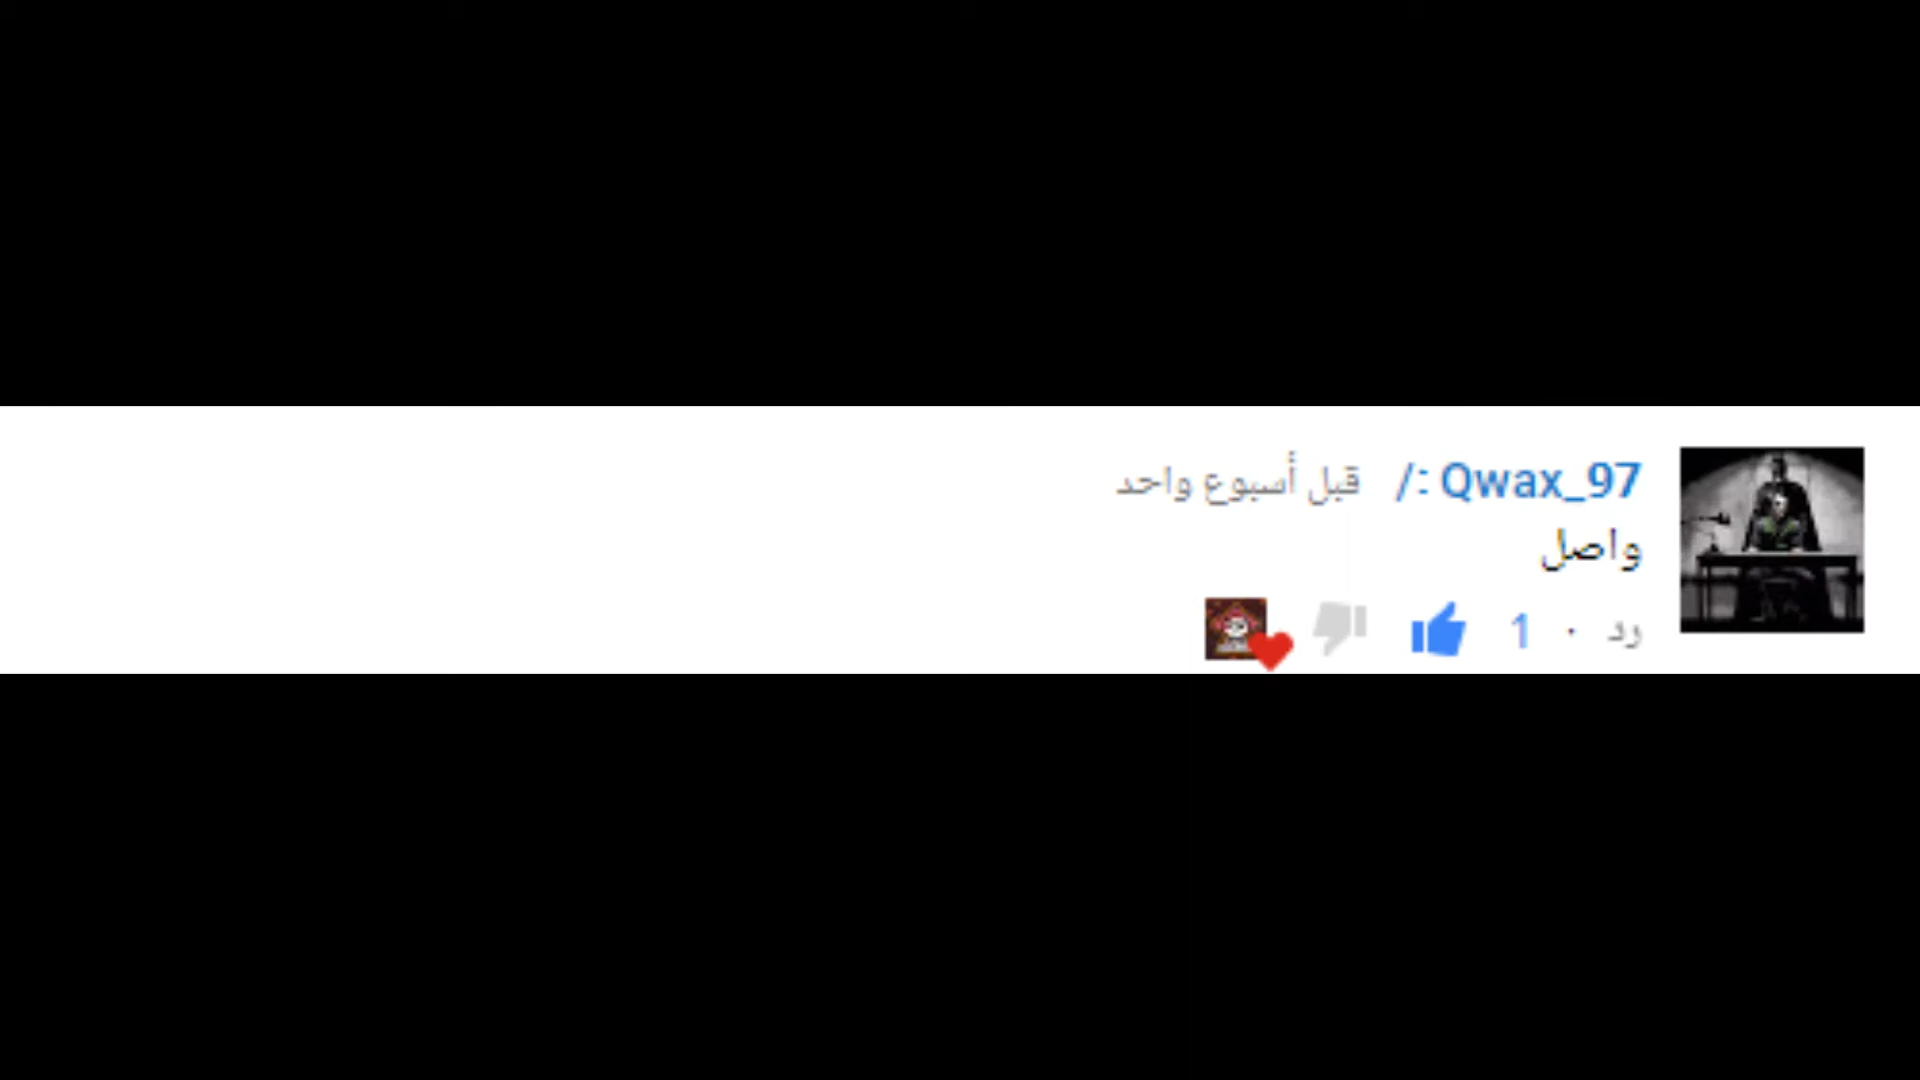 Qwax_97 :/ قبل أسبوع واحد
واصل
رد · 1